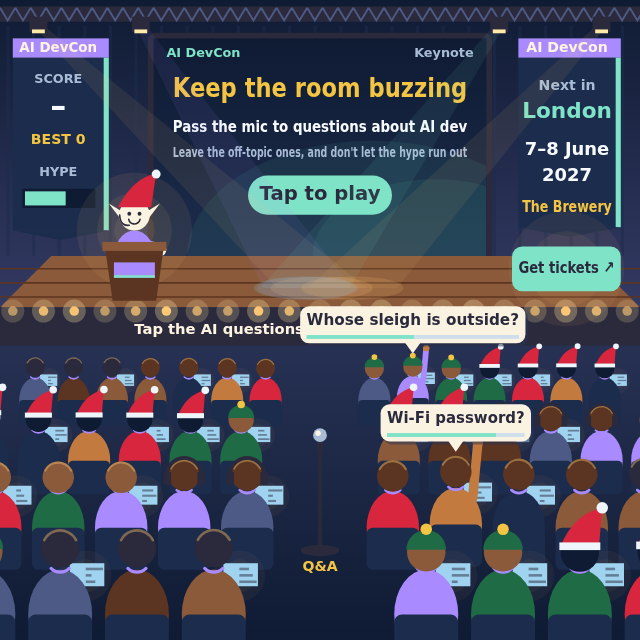 AI DevCon
SCORE
–
BEST 0
HYPE
AI DevCon
Keynote
Keep the room buzzing
Pass the mic to questions about AI dev
Leave the off-topic ones, and don't let the hype run out
Tap to play
AI DevCon
Next in
London
7–8 June
2027
The Brewery
Get tickets ↗
Tap the AI questions
Whose sleigh is outside?
Wi-Fi password?
Q&A